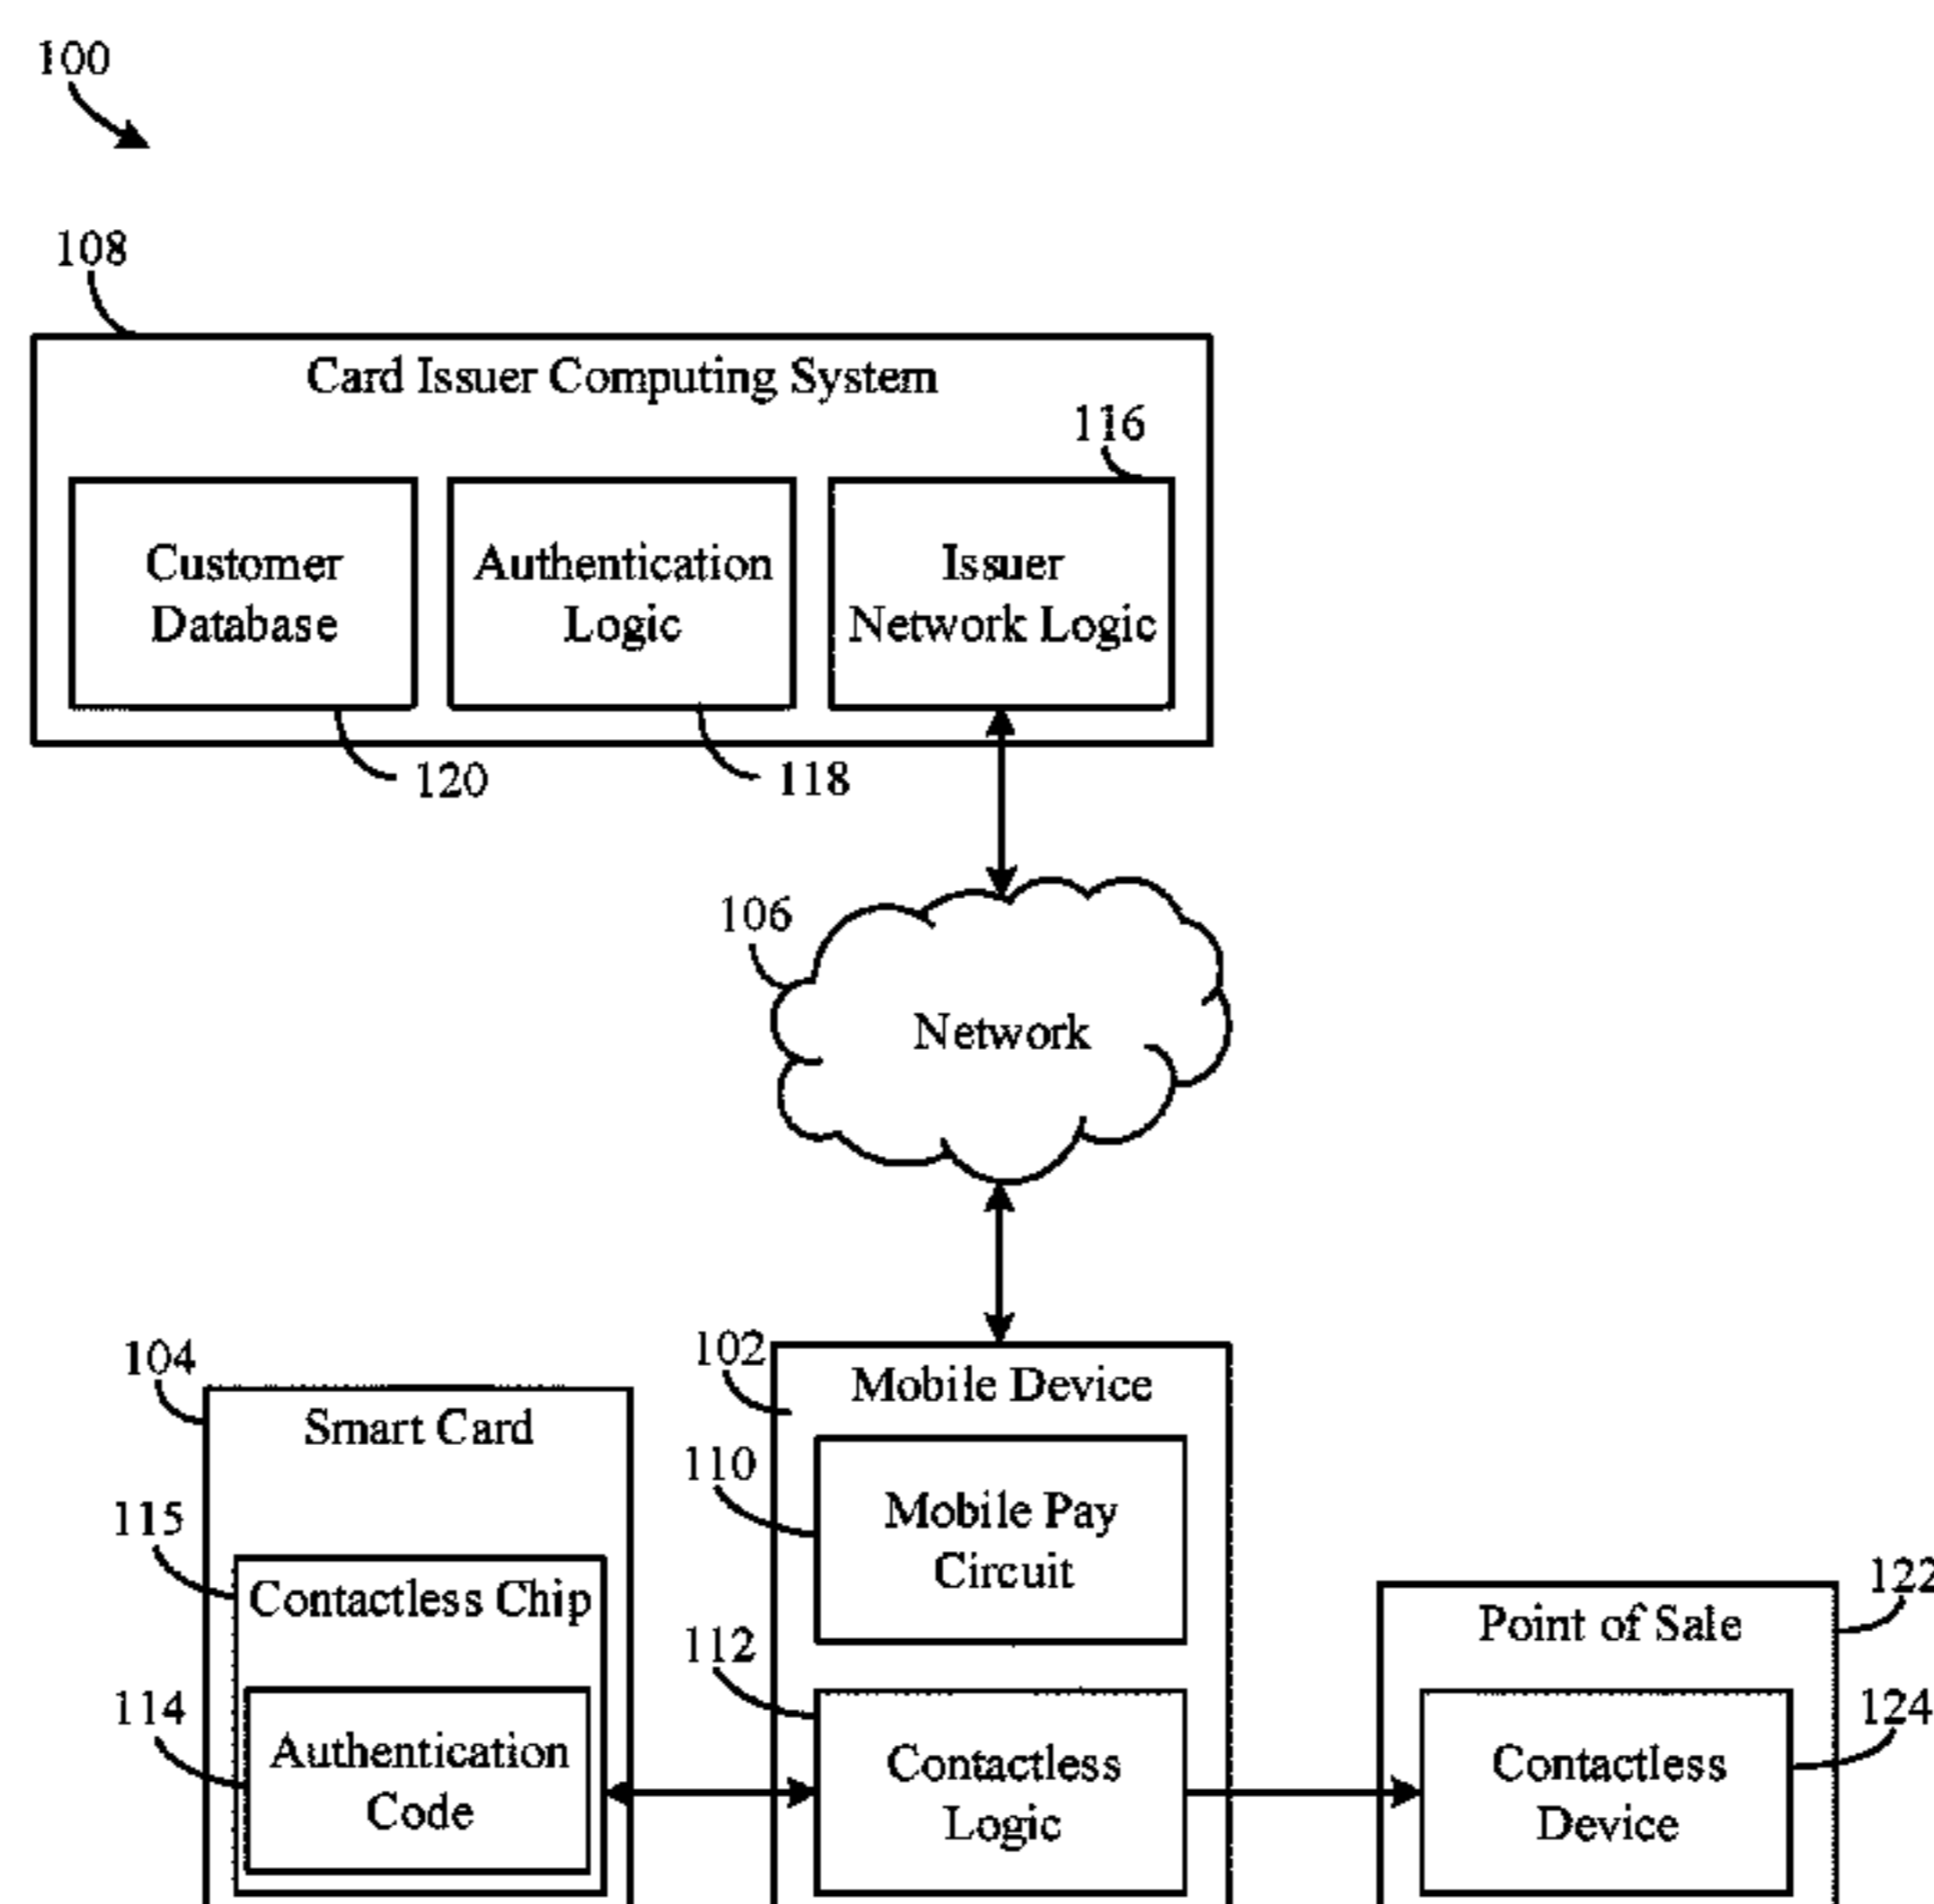 100
108
Card Issuer Computing System
116
Customer
Database
Authentication
Logic
Issuer
Network Logic
120
118
106
Network
104
Smart Card
102
Mobile Device
110
Mobile Pay
Circuit
115
Contactless Chip
122
Point of Sale
112
114
Authentication
Code
Contactless
Logic
124
Contactless
Device